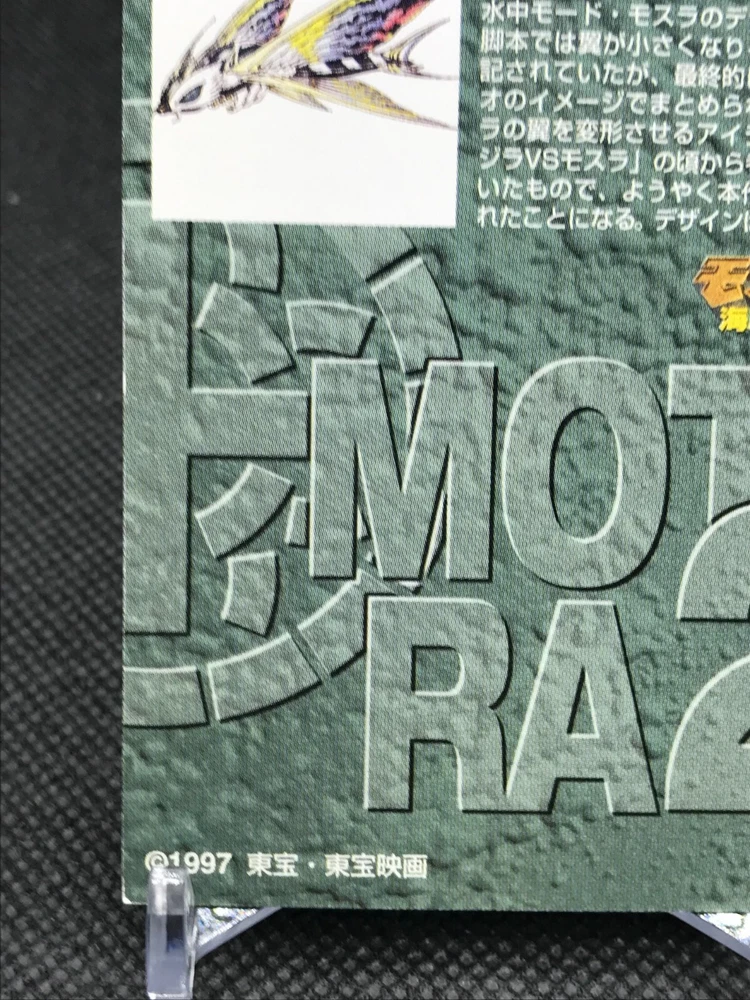 水中モード・モスラのデ
脚本では翼が小さくなり
記されていたが、最終的
オのイメージでまとめら
ラの翼を変形させるアイ
ジラVSモスラ」の頃から
いたもので、ようやく本
れたことになる。デザイン
モ
海
MOT
RA2
©1997 東宝・東宝映画